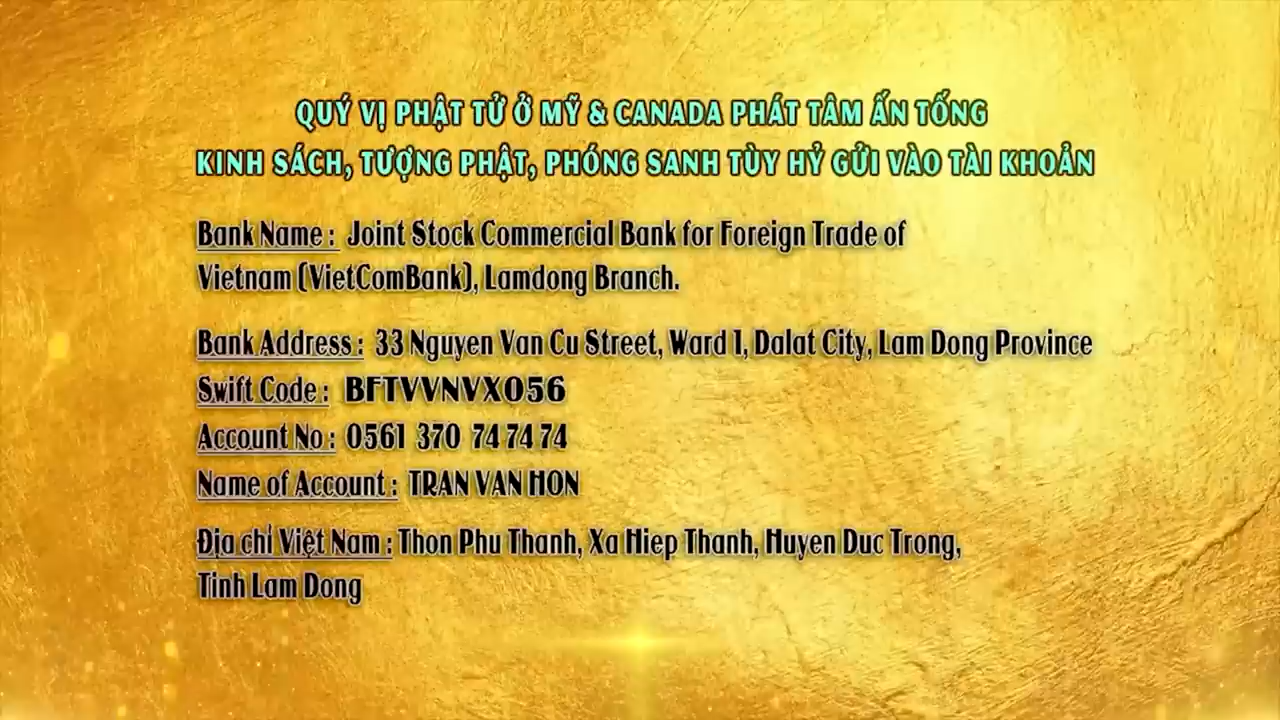 QUÝ VỊ PHẬT TỬ Ở MỸ & CANADA PHÁT TÂM ẤN TỐNG
KINH SÁCH, TƯỢNG PHẬT, PHÓNG SANH TÙY HỶ GỬI VÀO TÀI KHOẢN
Bank Name : Joint Stock Commercial Bank for Foreign Trade of
Vietnam (VietComBank), Lamdong Branch.
Bank Address : 33 Nguyen Van Cu Street, Ward 1, Dalat City, Lam Dong Province
Swift Code : BFTVVNVX056
Account No : 0561 370 74 74 74
Name of Account : TRAN VAN HON
Địa chỉ Việt Nam : Thon Phu Thanh, Xa Hiep Thanh, Huyen Duc Trong,
Tinh Lam Dong